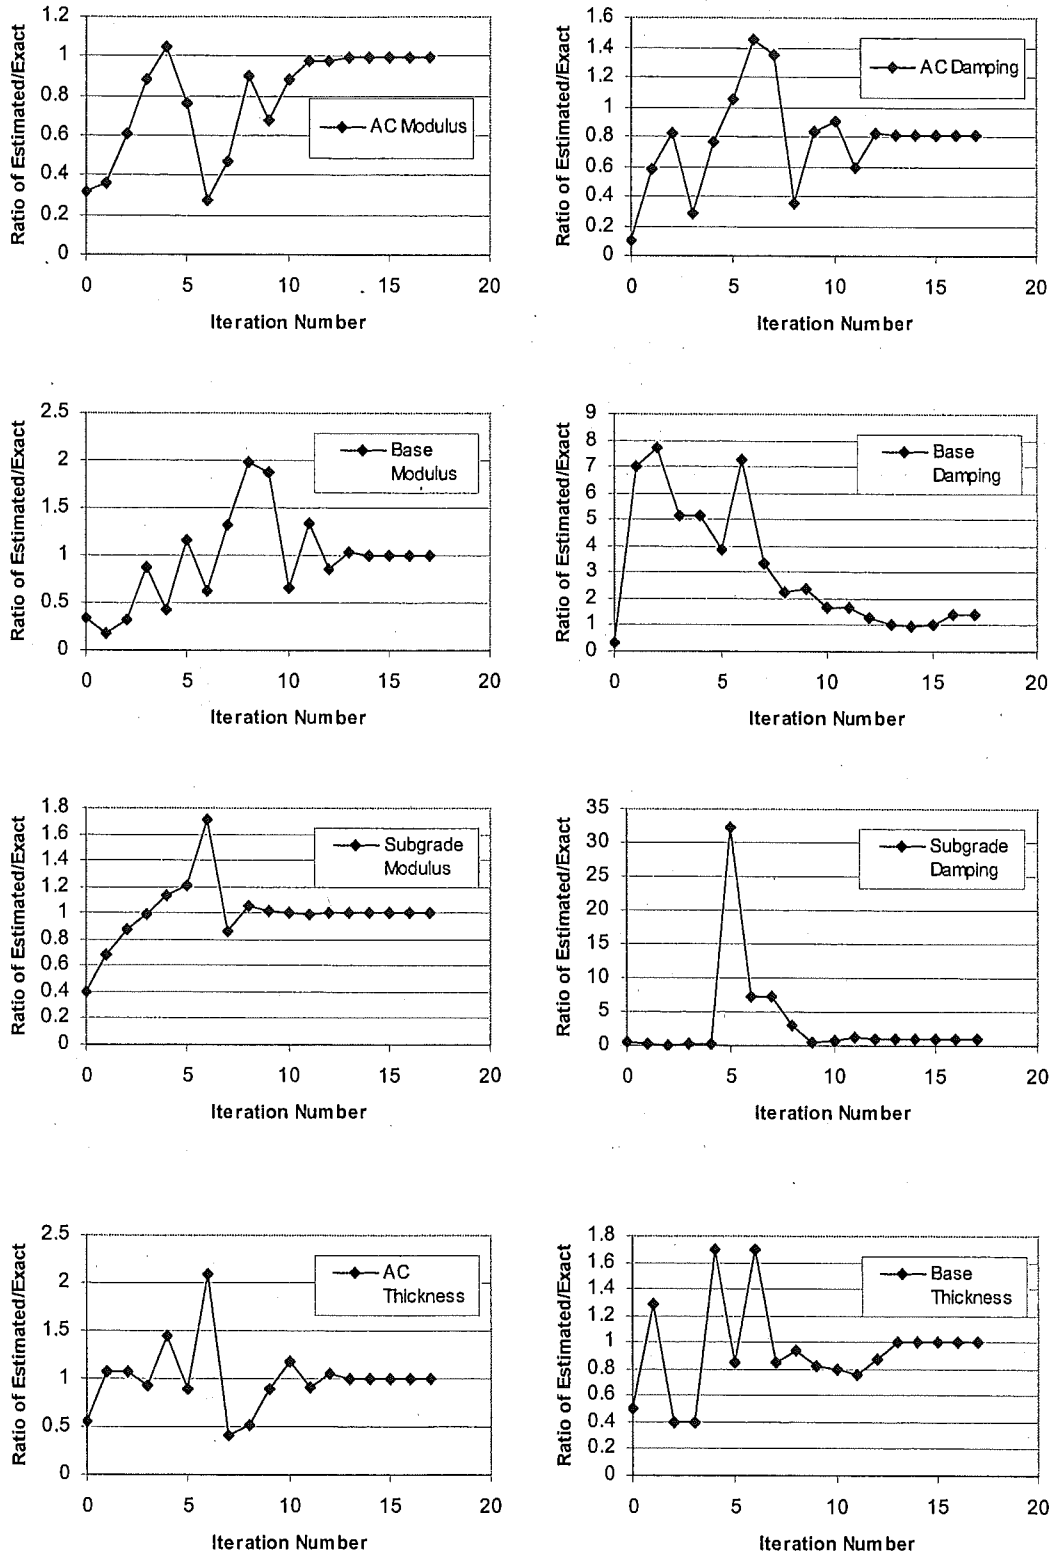 Ratio of Estimated/Exact
1.2
1
0.8
0.6
0.4
0.2
0
AC Modulus
0 5 10 15 20
Iteration Number
Ratio of Estimated/Exact
1.6
1.4
1.2
1
0.8
0.6
0.4
0.2
0
AC Damping
0 5 10 15 20
Iteration Number
Ratio of Estimated/Exact
2.5
2
1.5
1
0.5
0
Base
Modulus
0 5 10 15 20
Iteration Number
Ratio of Estimated/Exact
9
8
7
6
5
4
3
2
1
0
Base
Damping
0 5 10 15 20
Iteration Number
Ratio of Estimated/Exact
1.8
1.6
1.4
1.2
1
0.8
0.6
0.4
0.2
0
Subgrade
Modulus
0 5 10 15 20
Iteration Number
Ratio of Estimated/Exact
35
30
25
20
15
10
5
0
Subgrade
Damping
0 5 10 15 20
Iteration Number
Ratio of Estimated/Exact
2.5
2
1.5
1
0.5
0
AC
Thickness
0 5 10 15 20
Iteration Number
Ratio of Estimated/Exact
1.8
1.6
1.4
1.2
1
0.8
0.6
0.4
0.2
0
Base
Thickness
0 5 10 15 20
Iteration Number